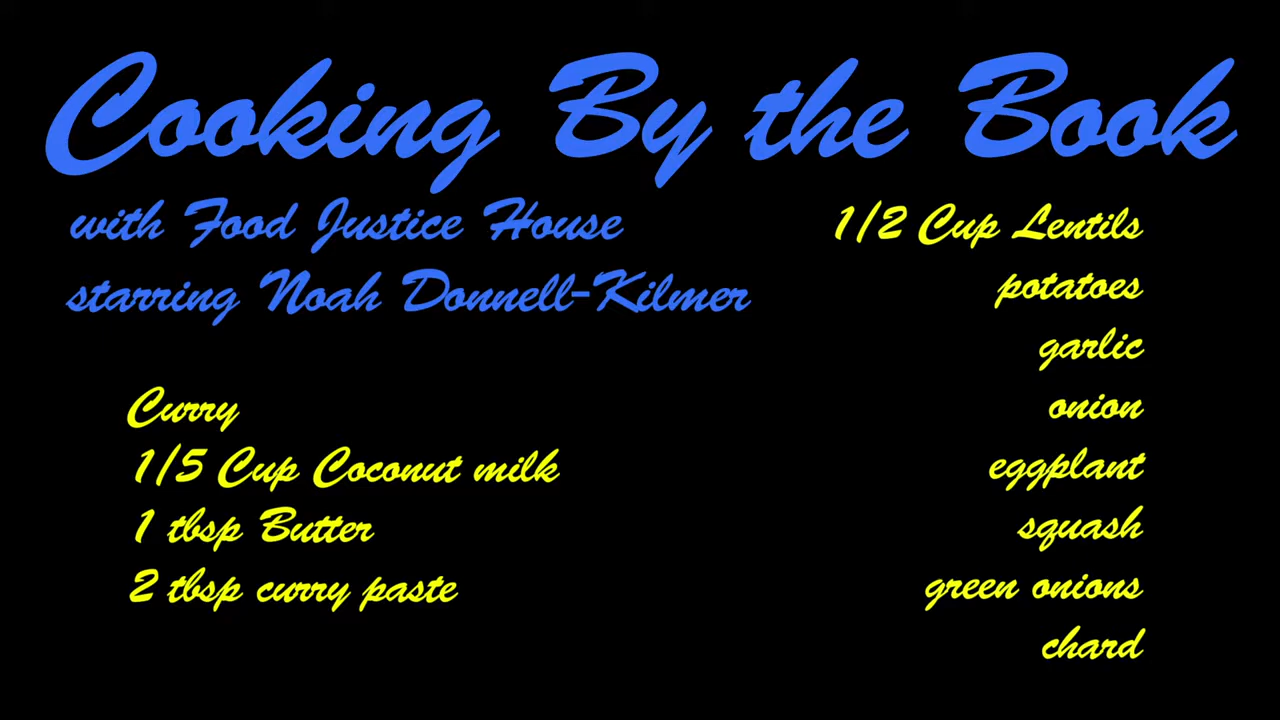 Cooking By the Book
with Food Justice House
starring Noah Donnell-Kilmer
Curry
1/5 Cup Coconut milk
1 tbsp Butter
2 tbsp curry paste
1/2 Cup Lentils
potatoes
garlic
onion
eggplant
squash
green onions
chard